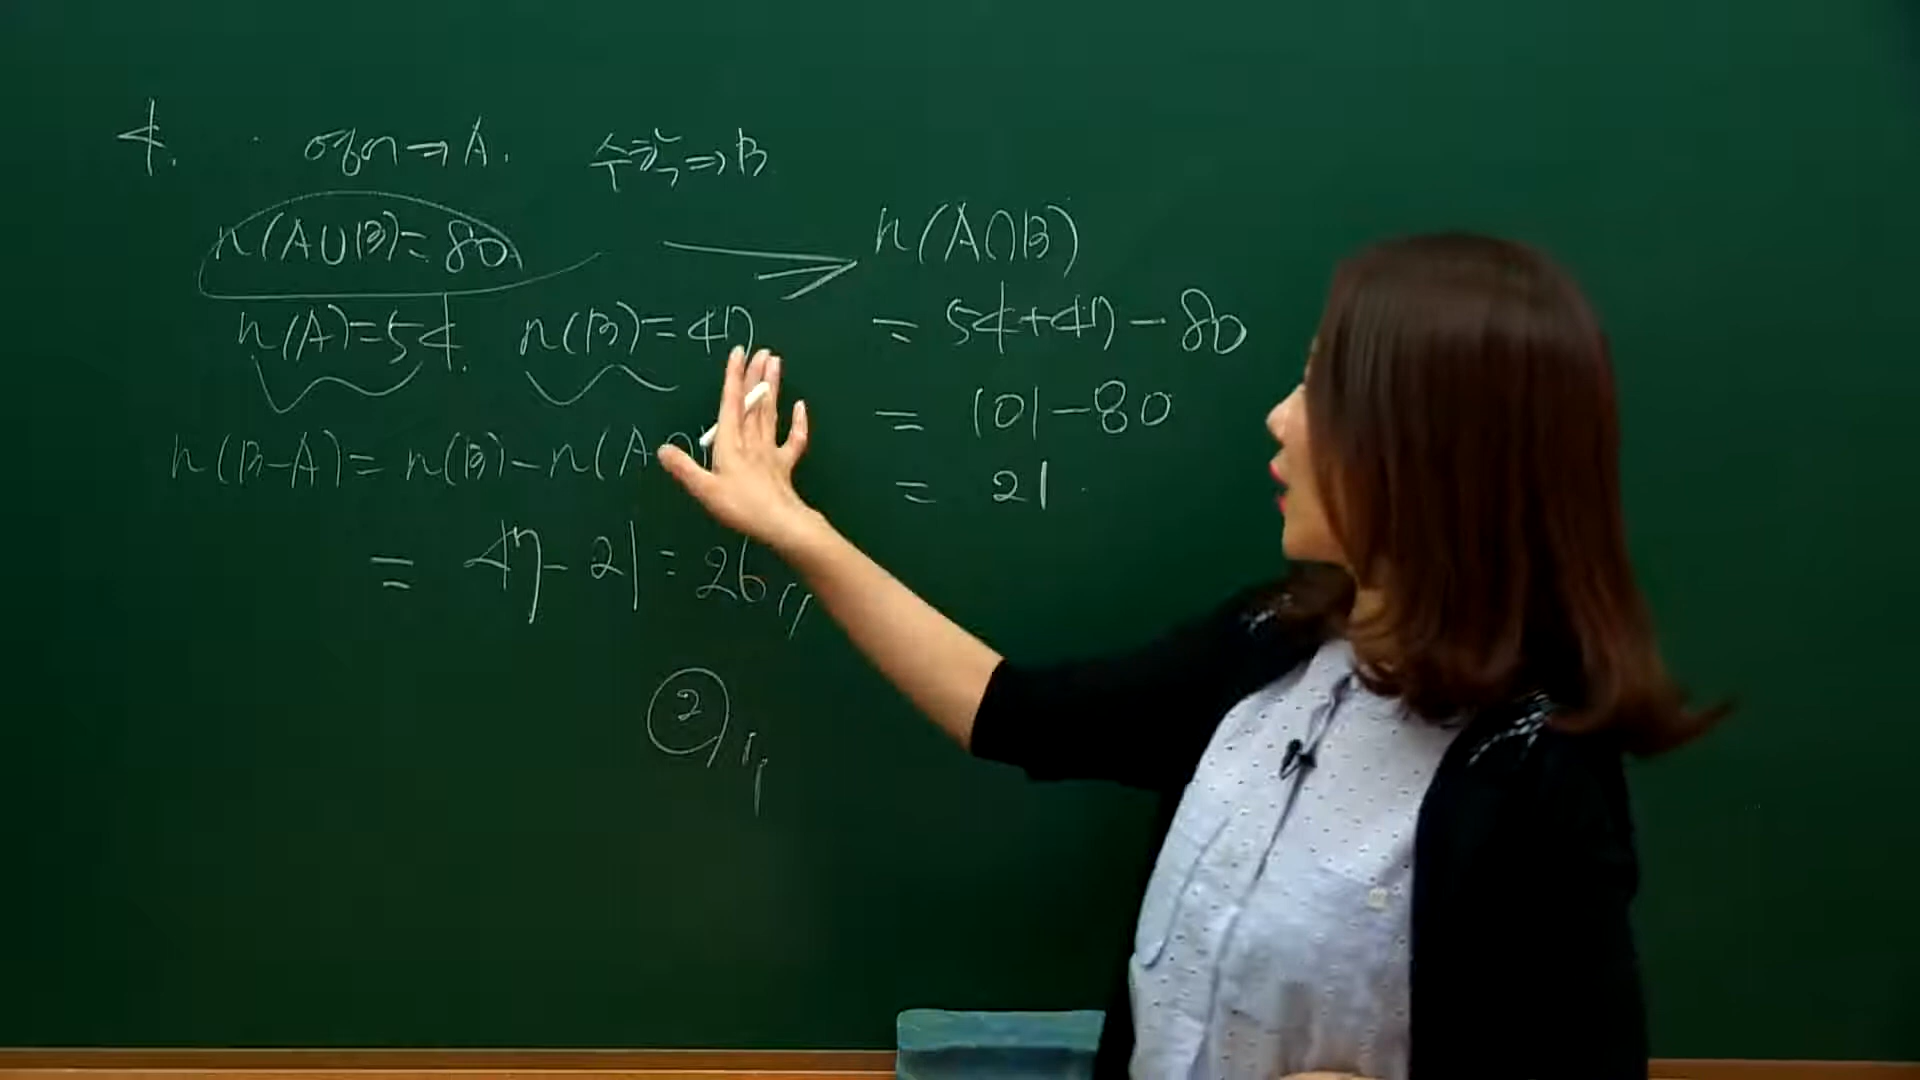 4. 영어 ⇒ A. 수학 ⇒ B
n(A∪B)=80
n(A)=54. n(B)=47
n(B-A)= n(B)-n(A∩
= 47-21=26
②
n(A∩B)
= 54+47-80
= 101-80
= 21